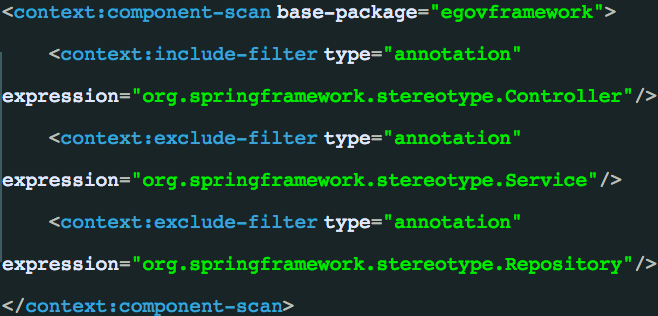 <context:component-scan base-package="egovframework">
<context:include-filter type="annotation"
expression="org.springframework.stereotype.Controller"/>
<context:exclude-filter type="annotation"
expression="org.springframework.stereotype.Service"/>
<context:exclude-filter type="annotation"
expression="org.springframework.stereotype.Repository"/>
</context:component-scan>